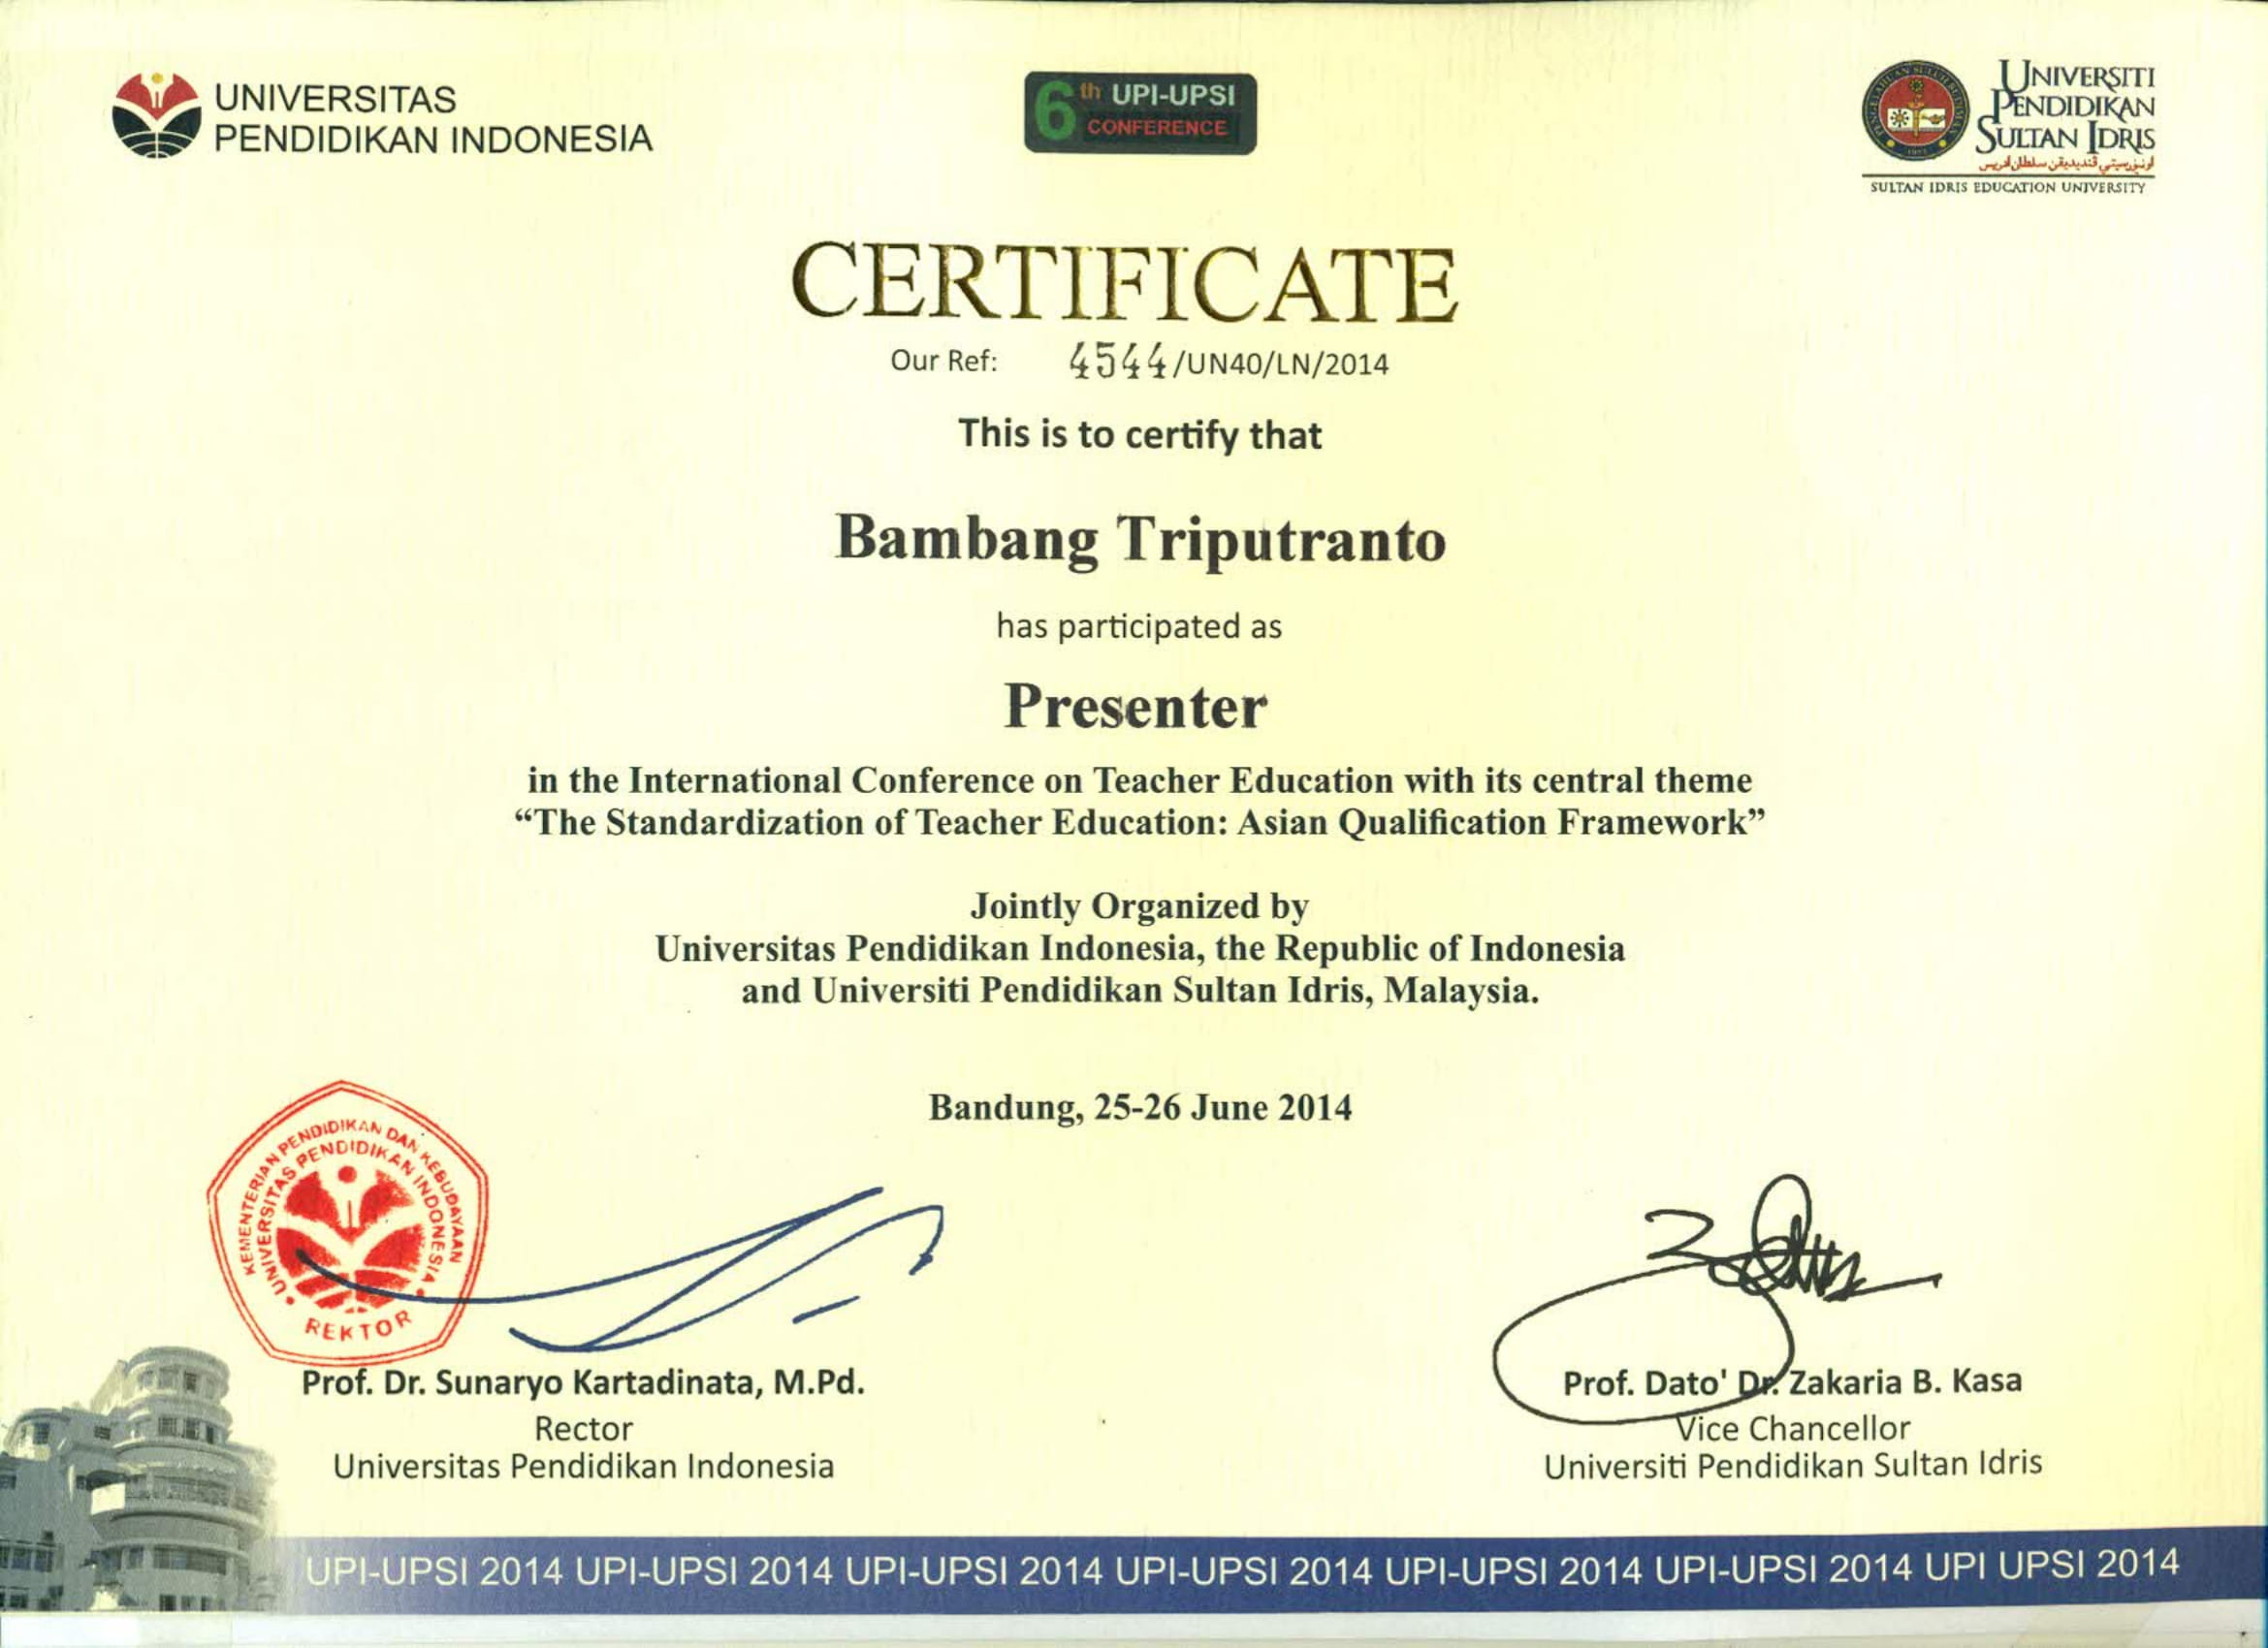 UNIVERSITAS
PENDIDIKAN INDONESIA
6th UPI-UPSI
CONFERENCE
UNIVERSITI
PENDIDIKAN
SULTAN IDRIS
اونيۏرسيتي ڤنديديقن سلطان ادريس
SULTAN IDRIS EDUCATION UNIVERSITY
CERTIFICATE
Our Ref: 4544/UN40/LN/2014
This is to certify that
Bambang Triputranto
has participated as
Presenter
in the International Conference on Teacher Education with its central theme
“The Standardization of Teacher Education: Asian Qualification Framework”
Jointly Organized by
Universitas Pendidikan Indonesia, the Republic of Indonesia
and Universiti Pendidikan Sultan Idris, Malaysia.
Bandung, 25-26 June 2014
KEMENTERIAN PENDIDIKAN DAN KEBUDAYAAN
UNIVERSITAS PENDIDIKAN INDONESIA
REKTOR
Prof. Dr. Sunaryo Kartadinata, M.Pd.
Rector
Universitas Pendidikan Indonesia
Prof. Dato' Dr. Zakaria B. Kasa
Vice Chancellor
Universiti Pendidikan Sultan Idris
UPI-UPSI 2014 UPI-UPSI 2014 UPI-UPSI 2014 UPI-UPSI 2014 UPI-UPSI 2014 UPI-UPSI 2014 UPI UPSI 2014